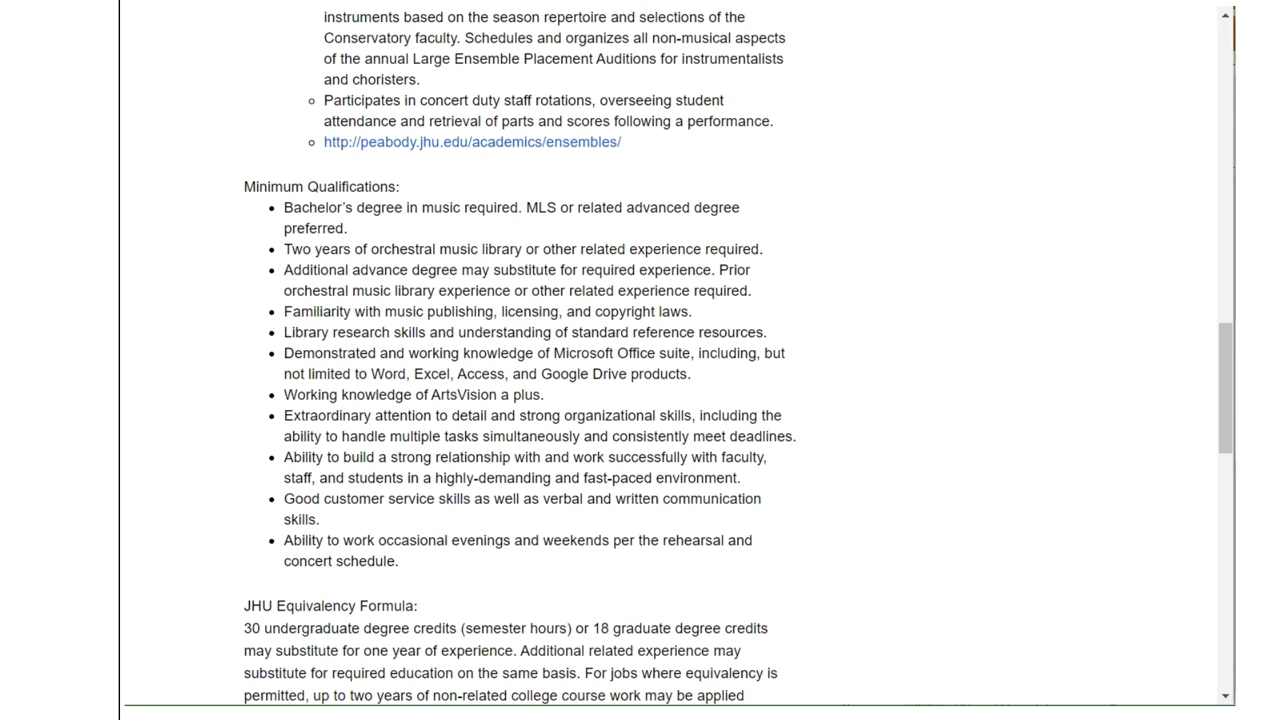 instruments based on the season repertoire and selections of the
Conservatory faculty. Schedules and organizes all non-musical aspects
of the annual Large Ensemble Placement Auditions for instrumentalists
and choristers.
Participates in concert duty staff rotations, overseeing student
attendance and retrieval of parts and scores following a performance.
http://peabody.jhu.edu/academics/ensembles/
Minimum Qualifications:
Bachelor's degree in music required. MLS or related advanced degree
preferred.
Two years of orchestral music library or other related experience required.
Additional advance degree may substitute for required experience. Prior
orchestral music library experience or other related experience required.
Familiarity with music publishing, licensing, and copyright laws.
Library research skills and understanding of standard reference resources.
Demonstrated and working knowledge of Microsoft Office suite, including, but
not limited to Word, Excel, Access, and Google Drive products.
Working knowledge of ArtsVision a plus.
Extraordinary attention to detail and strong organizational skills, including the
ability to handle multiple tasks simultaneously and consistently meet deadlines.
Ability to build a strong relationship with and work successfully with faculty,
staff, and students in a highly-demanding and fast-paced environment.
Good customer service skills as well as verbal and written communication
skills.
Ability to work occasional evenings and weekends per the rehearsal and
concert schedule.
JHU Equivalency Formula:
30 undergraduate degree credits (semester hours) or 18 graduate degree credits
may substitute for one year of experience. Additional related experience may
substitute for required education on the same basis. For jobs where equivalency is
permitted, up to two years of non-related college course work may be applied